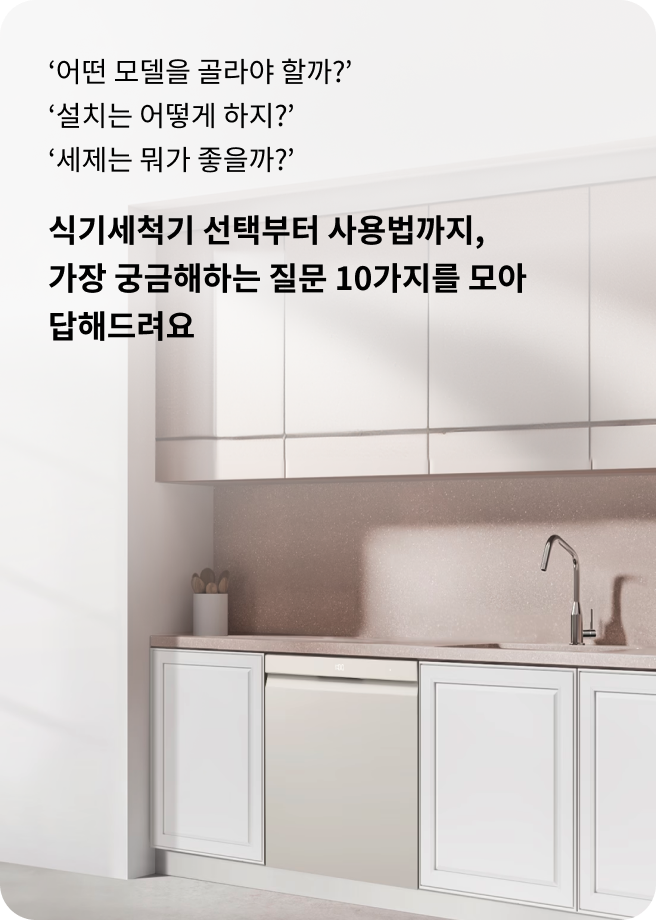 ‘어떤 모델을 골라야 할까?’
‘설치는 어떻게 하지?’
‘세제는 뭐가 좋을까?’
식기세척기 선택부터 사용법까지,
가장 궁금해하는 질문 10가지를 모아
답해드려요